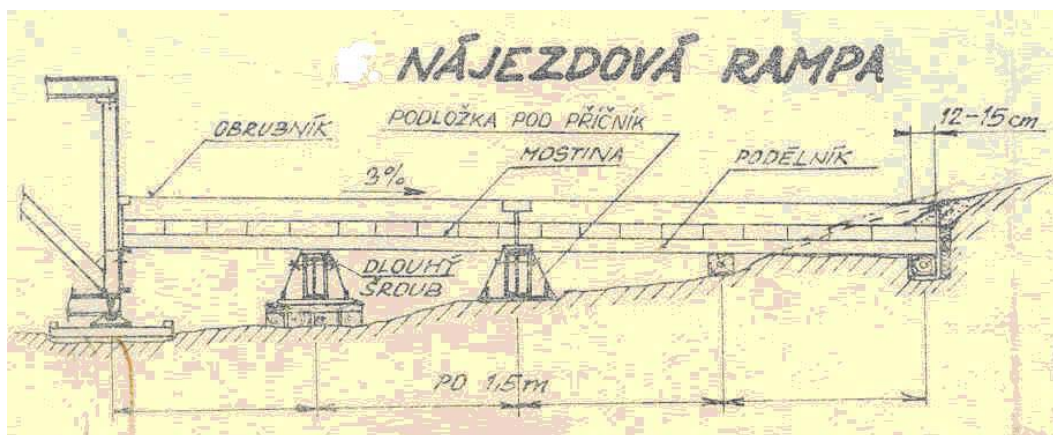 NÁJEZDOVÁ RAMPA
OBRUBNÍK
PODLOŽKA POD PŘÍČNÍK
12-15 cm
MOSTINA
PODÉLNÍK
3%
DLOUHÝ
ŠROUB
PO 1,5 m